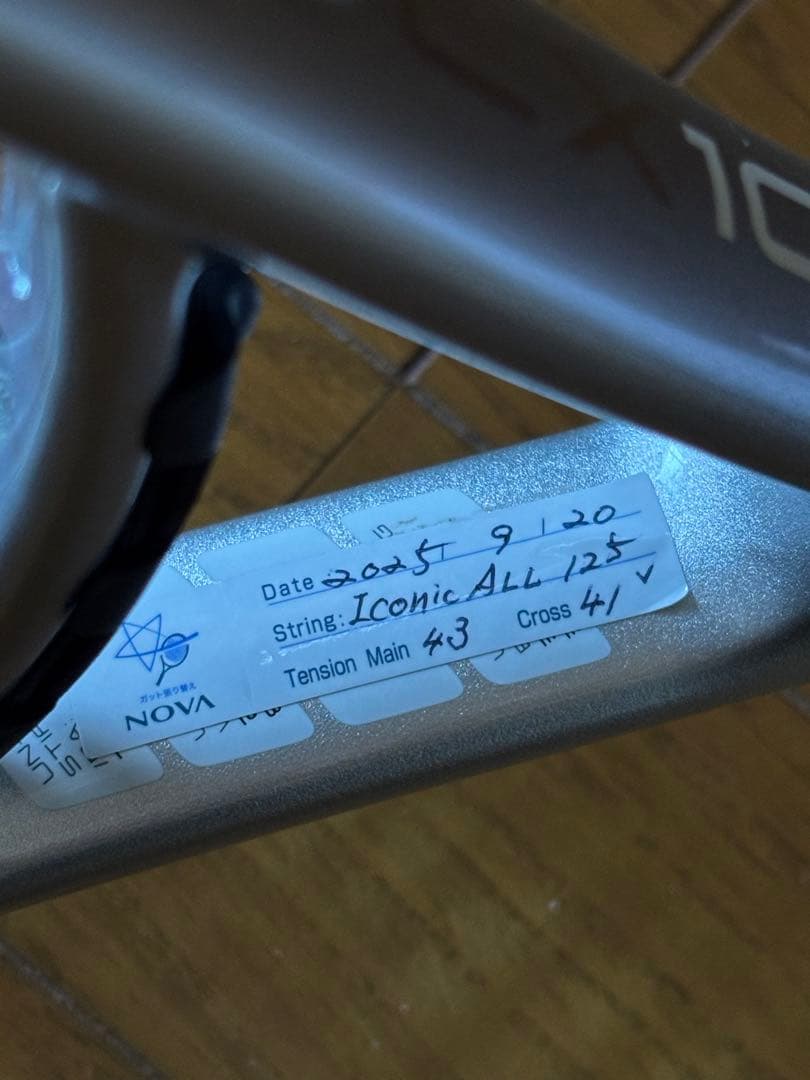 10
Date 2025 / 9 / 20
String: Iconic ALL 125
Tension Main 43 Cross 41 ✓
ガット張り替え
NOVA